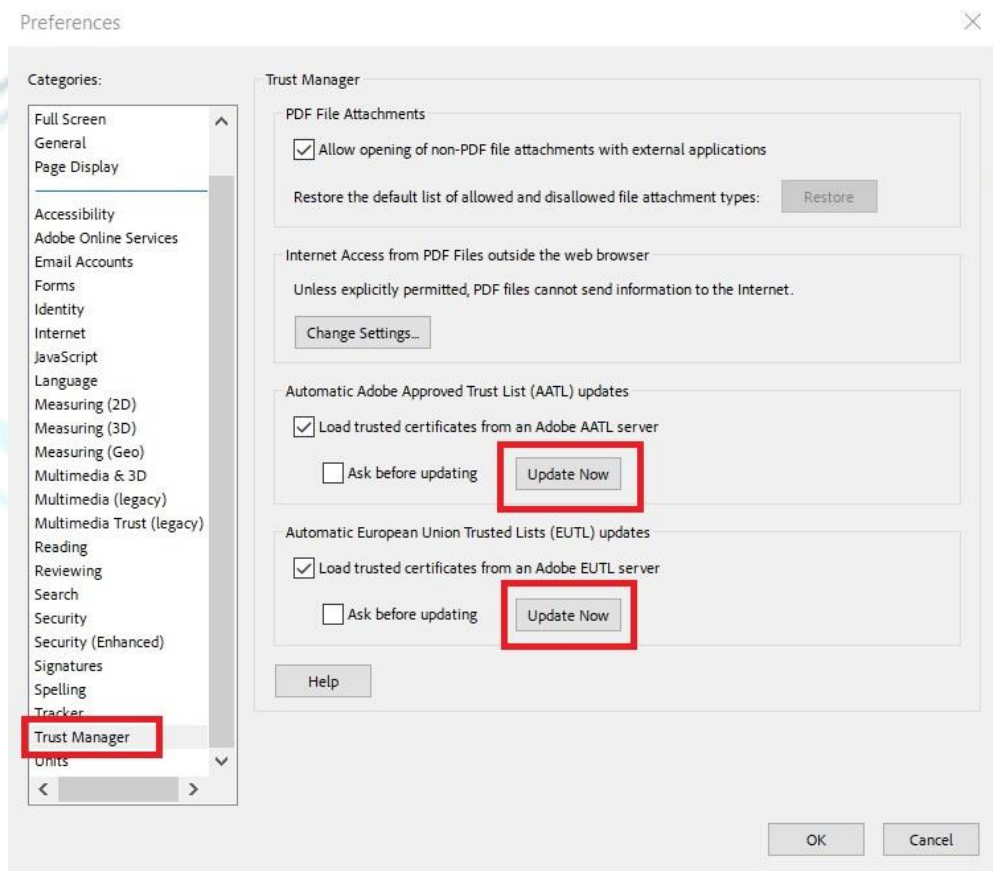 Preferences
Categories:
Full Screen
General
Page Display
Accessibility
Adobe Online Services
Email Accounts
Forms
Identity
Internet
JavaScript
Language
Measuring (2D)
Measuring (3D)
Measuring (Geo)
Multimedia & 3D
Multimedia (legacy)
Multimedia Trust (legacy)
Reading
Reviewing
Search
Security
Security (Enhanced)
Signatures
Spelling
Tracker
Trust Manager
Units
Trust Manager
PDF File Attachments
Allow opening of non-PDF file attachments with external applications
Restore the default list of allowed and disallowed file attachment types: Restore
Internet Access from PDF Files outside the web browser
Unless explicitly permitted, PDF files cannot send information to the Internet.
Change Settings...
Automatic Adobe Approved Trust List (AATL) updates
Load trusted certificates from an Adobe AATL server
Ask before updating Update Now
Automatic European Union Trusted Lists (EUTL) updates
Load trusted certificates from an Adobe EUTL server
Ask before updating Update Now
Help
OK Cancel